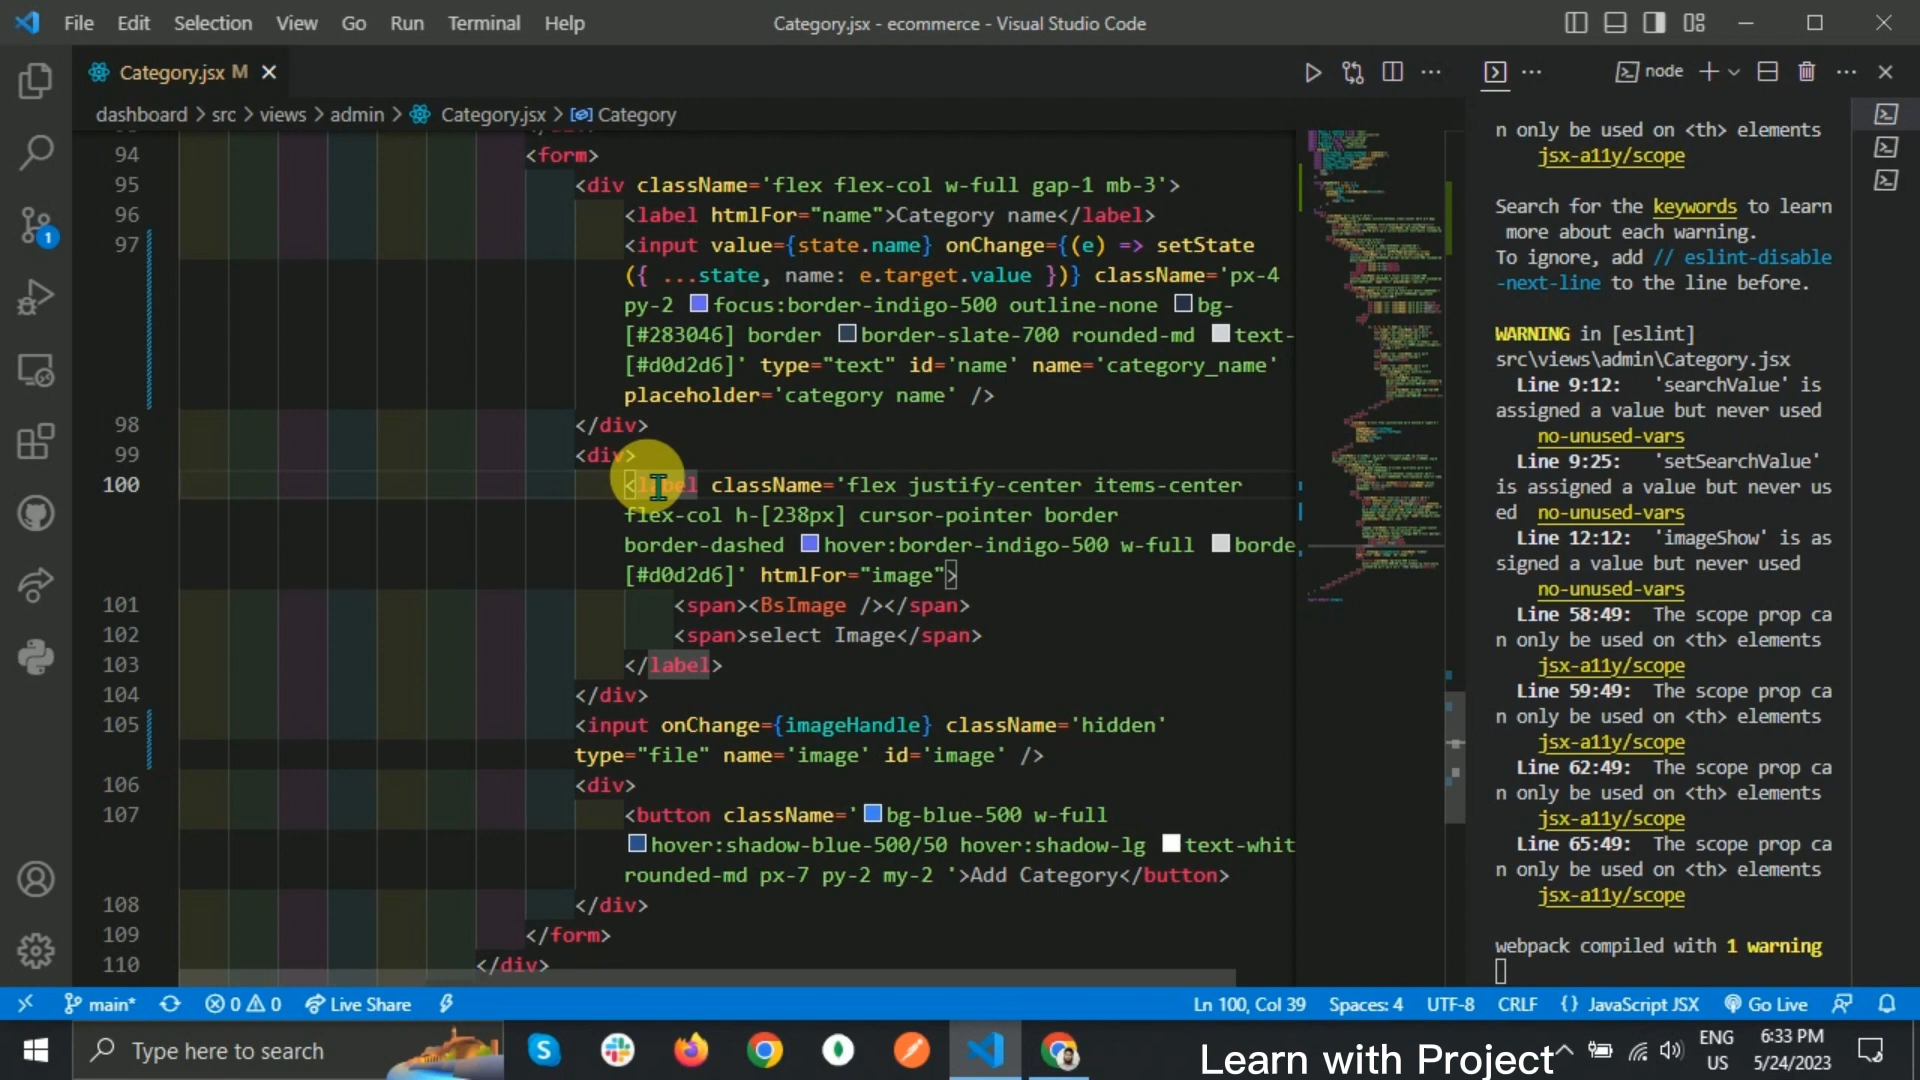 File Edit Selection View Go Run Terminal Help
Category.jsx - ecommerce - Visual Studio Code
Category.jsx M
node
dashboard > src > views > admin > Category.jsx > Category
94 <form>
95 <div className='flex flex-col w-full gap-1 mb-3'>
96 <label htmlFor="name">Category name</label>
97 <input value={state.name} onChange={(e) => setState
({ ...state, name: e.target.value })} className='px-4
py-2 focus:border-indigo-500 outline-none bg-
[#283046] border border-slate-700 rounded-md text-
[#d0d2d6]' type="text" id='name' name='category_name'
placeholder='category name' />
98 </div>
99 <div>
100 <label className='flex justify-center items-center
flex-col h-[238px] cursor-pointer border
border-dashed hover:border-indigo-500 w-full borde
[#d0d2d6]' htmlFor="image">
101 <span><BsImage /></span>
102 <span>select Image</span>
103 </label>
104 </div>
105 <input onChange={imageHandle} className='hidden'
type="file" name='image' id='image' />
106 <div>
107 <button className=' bg-blue-500 w-full
hover:shadow-blue-500/50 hover:shadow-lg text-whit
rounded-md px-7 py-2 my-2 '>Add Category</button>
108 </div>
109 </form>
110 </div>
n only be used on <th> elements
jsx-a11y/scope
Search for the keywords to learn
more about each warning.
To ignore, add // eslint-disable
-next-line to the line before.
WARNING in [eslint]
src\views\admin\Category.jsx
Line 9:12: 'searchValue' is
assigned a value but never used
no-unused-vars
Line 9:25: 'setSearchValue'
is assigned a value but never us
ed no-unused-vars
Line 12:12: 'imageShow' is as
signed a value but never used
no-unused-vars
Line 58:49: The scope prop ca
n only be used on <th> elements
jsx-a11y/scope
Line 59:49: The scope prop ca
n only be used on <th> elements
jsx-a11y/scope
Line 62:49: The scope prop ca
n only be used on <th> elements
jsx-a11y/scope
Line 65:49: The scope prop ca
n only be used on <th> elements
jsx-a11y/scope
webpack compiled with 1 warning
1
main* 0 0 Live Share
Ln 100, Col 39 Spaces: 4 UTF-8 CRLF {} JavaScript JSX Go Live
Type here to search
Learn with Project
ENG
US
6:33 PM
5/24/2023